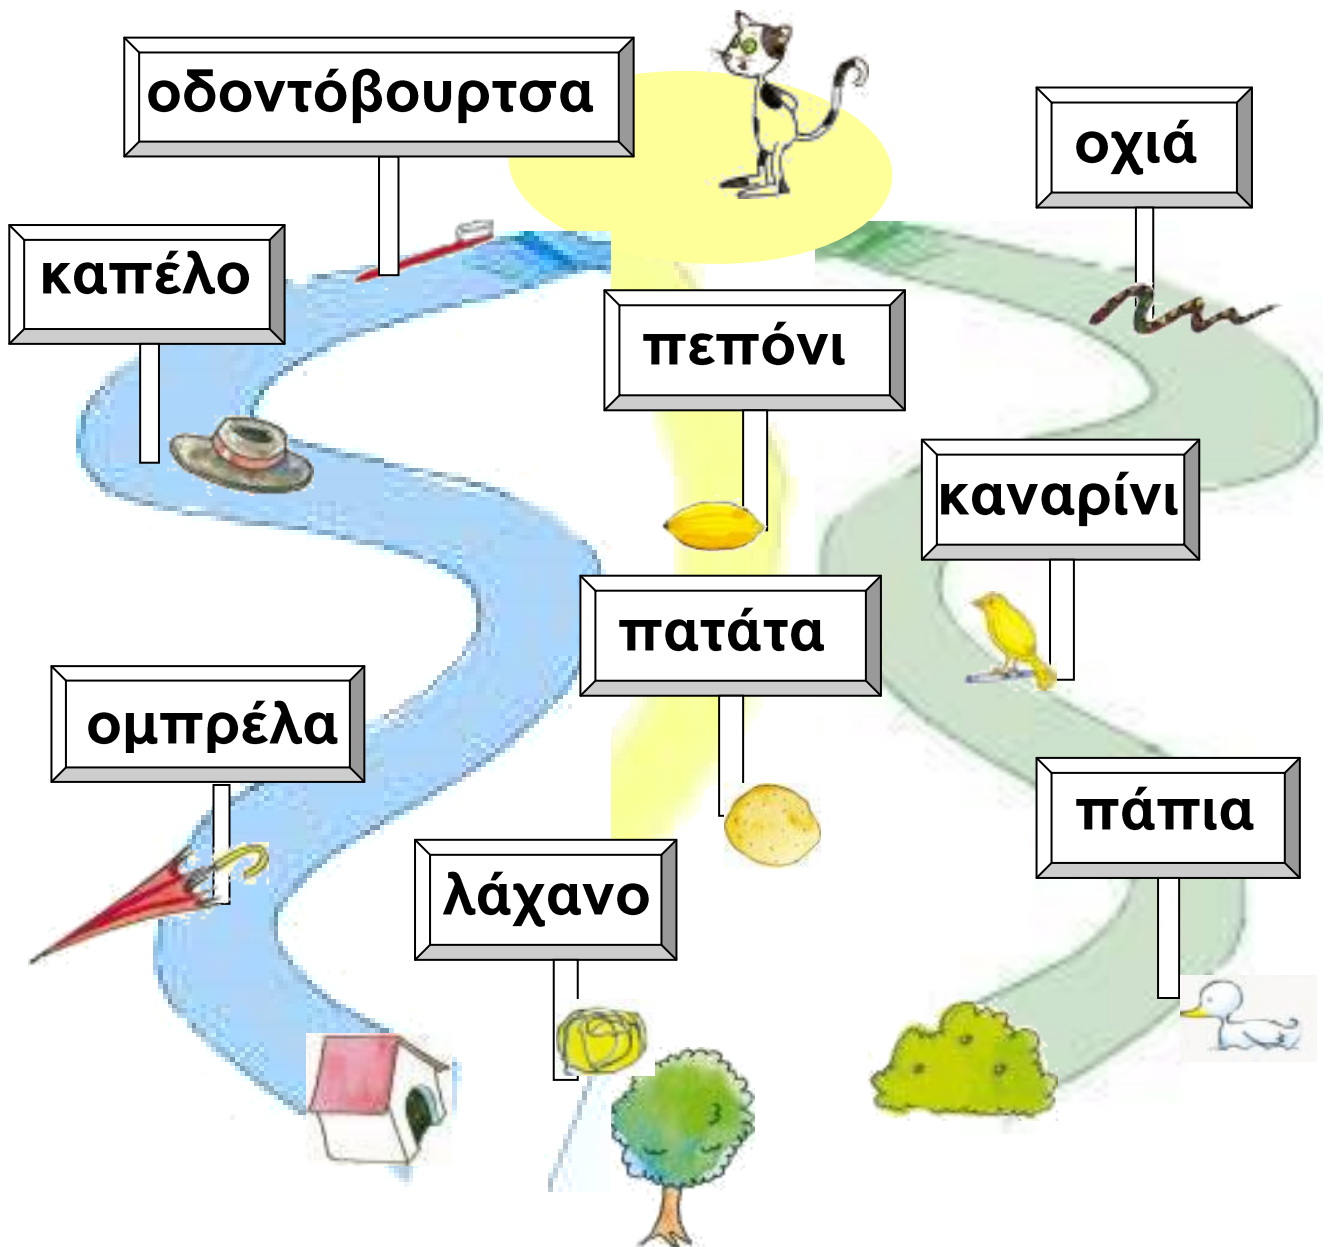 οδοντόβουρτσα
οχιά
καπέλο
πεπόνι
καναρίνι
πατάτα
ομπρέλα
πάπια
λάχανο